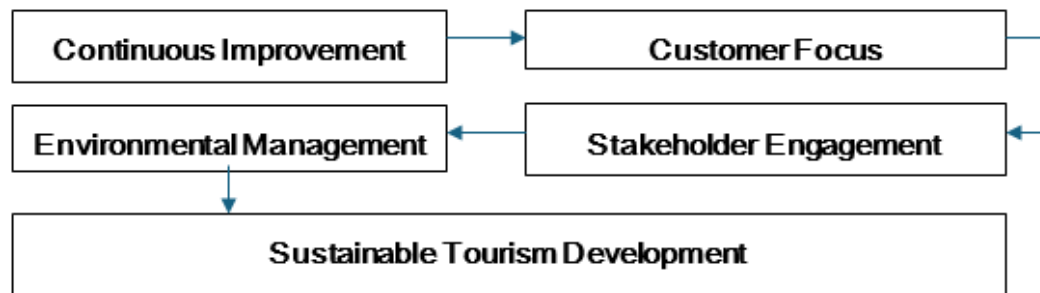 Continuous Improvement
Customer Focus
Environmental Management
Stakeholder Engagement
Sustainable Tourism Development